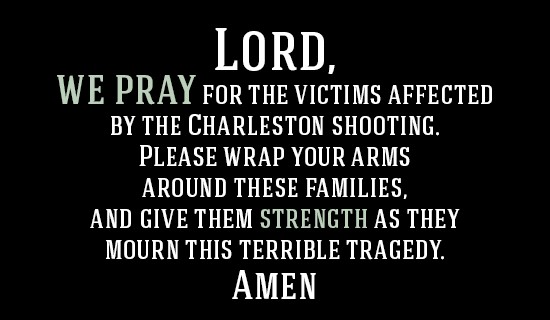 Lord,
WE PRAY FOR THE VICTIMS AFFECTED
BY THE CHARLESTON SHOOTING.
PLEASE WRAP YOUR ARMS
AROUND THESE FAMILIES,
AND GIVE THEM STRENGTH AS THEY
MOURN THIS TERRIBLE TRAGEDY.
AMEN